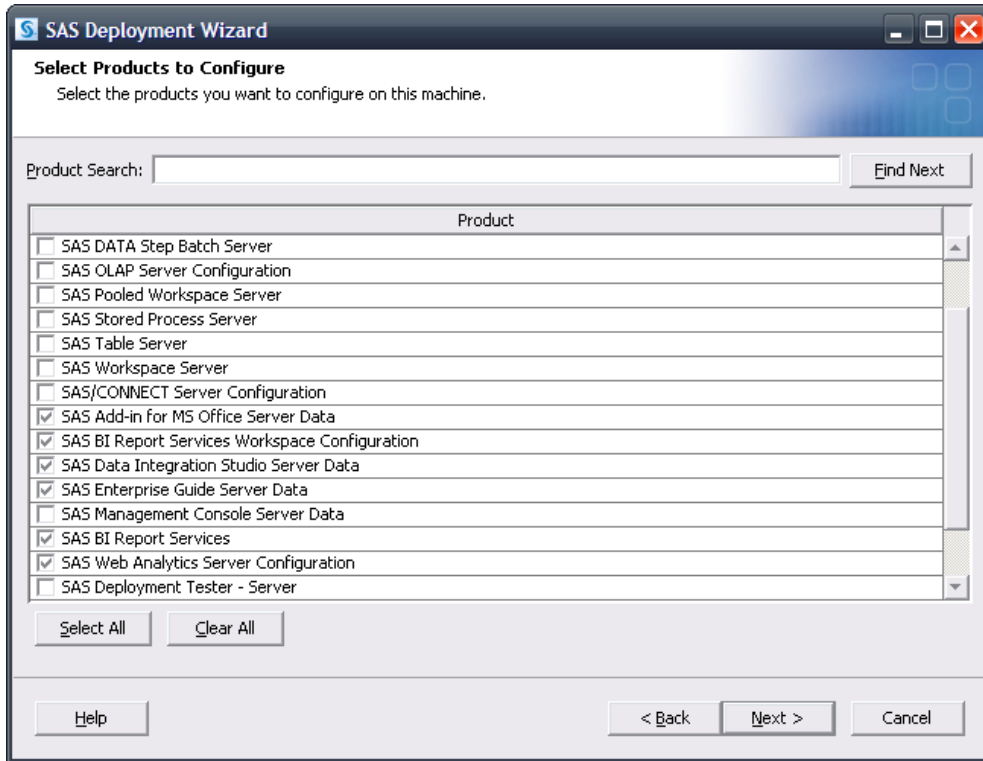 SAS Deployment Wizard
Select Products to Configure
Select the products you want to configure on this machine.
Product Search:
Find Next
Product
SAS DATA Step Batch Server
SAS OLAP Server Configuration
SAS Pooled Workspace Server
SAS Stored Process Server
SAS Table Server
SAS Workspace Server
SAS/CONNECT Server Configuration
SAS Add-in for MS Office Server Data
SAS BI Report Services Workspace Configuration
SAS Data Integration Studio Server Data
SAS Enterprise Guide Server Data
SAS Management Console Server Data
SAS BI Report Services
SAS Web Analytics Server Configuration
SAS Deployment Tester - Server
Select All Clear All
Help < Back Next > Cancel